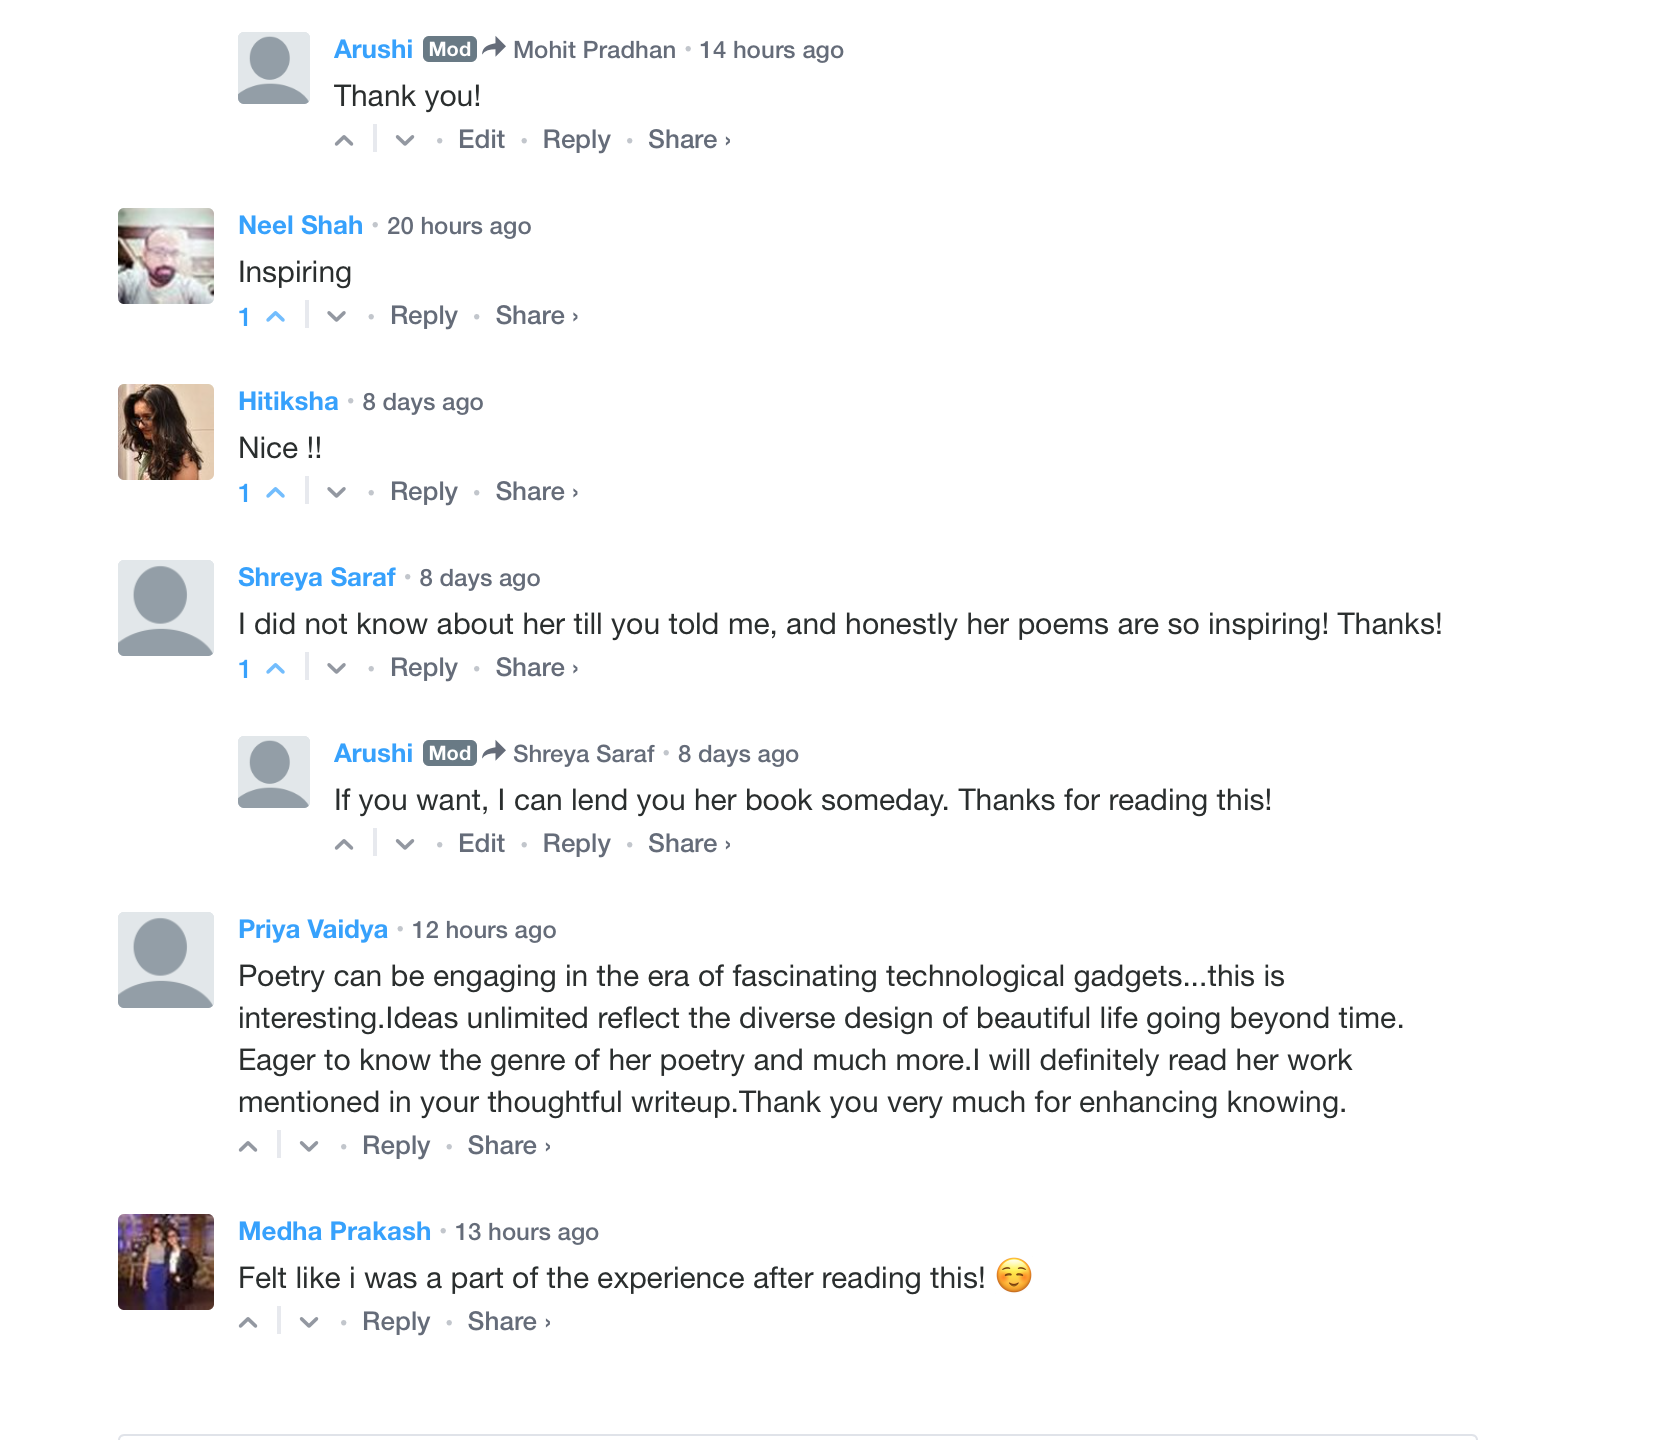 Arushi Mod Mohit Pradhan • 14 hours ago
Thank you!
• Edit • Reply • Share ›
Neel Shah • 20 hours ago
Inspiring
1 • Reply • Share ›
Hitiksha • 8 days ago
Nice !!
1 • Reply • Share ›
Shreya Saraf • 8 days ago
I did not know about her till you told me, and honestly her poems are so inspiring! Thanks!
1 • Reply • Share ›
Arushi Mod Shreya Saraf • 8 days ago
If you want, I can lend you her book someday. Thanks for reading this!
• Edit • Reply • Share ›
Priya Vaidya • 12 hours ago
Poetry can be engaging in the era of fascinating technological gadgets...this is
interesting.Ideas unlimited reflect the diverse design of beautiful life going beyond time.
Eager to know the genre of her poetry and much more.I will definitely read her work
mentioned in your thoughtful writeup.Thank you very much for enhancing knowing.
• Reply • Share ›
Medha Prakash • 13 hours ago
Felt like i was a part of the experience after reading this! ☺️
• Reply • Share ›